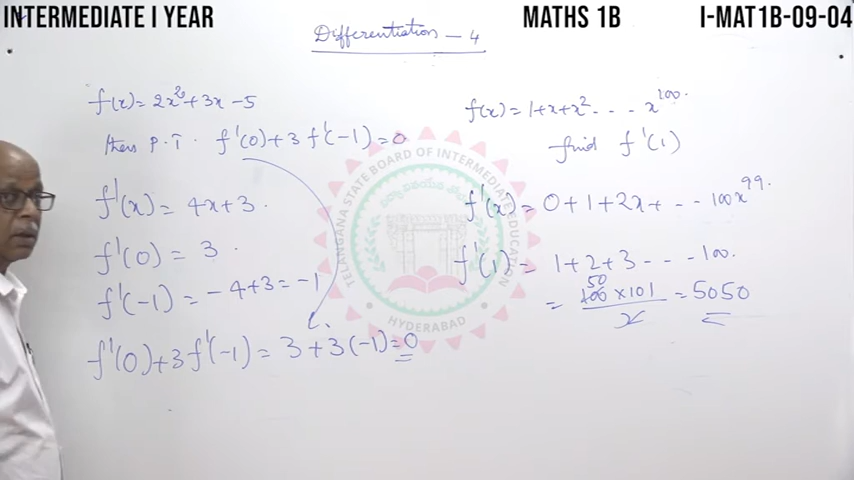 INTERMEDIATE I YEAR
MATHS 1B
I-MAT1B-09-04
Differentiation - 4
f(x) = 2x² + 3x - 5
then P.T. f'(0) + 3 f'(-1) = 0
f'(x) = 4x + 3.
f'(0) = 3.
f'(-1) = -4 + 3 = -1
f'(0) + 3 f'(-1) = 3 + 3(-1) = 0
f(x) = 1 + x + x² .... x¹⁰⁰.
find f'(1)
f'(x) = 0 + 1 + 2x + .... 100x⁹⁹.
f'(1) = 1 + 2 + 3 .... 100.
50
= 100 × 101 / 2 = 5050
TELANGANA STATE BOARD OF INTERMEDIATE EDUCATION
HYDERABAD